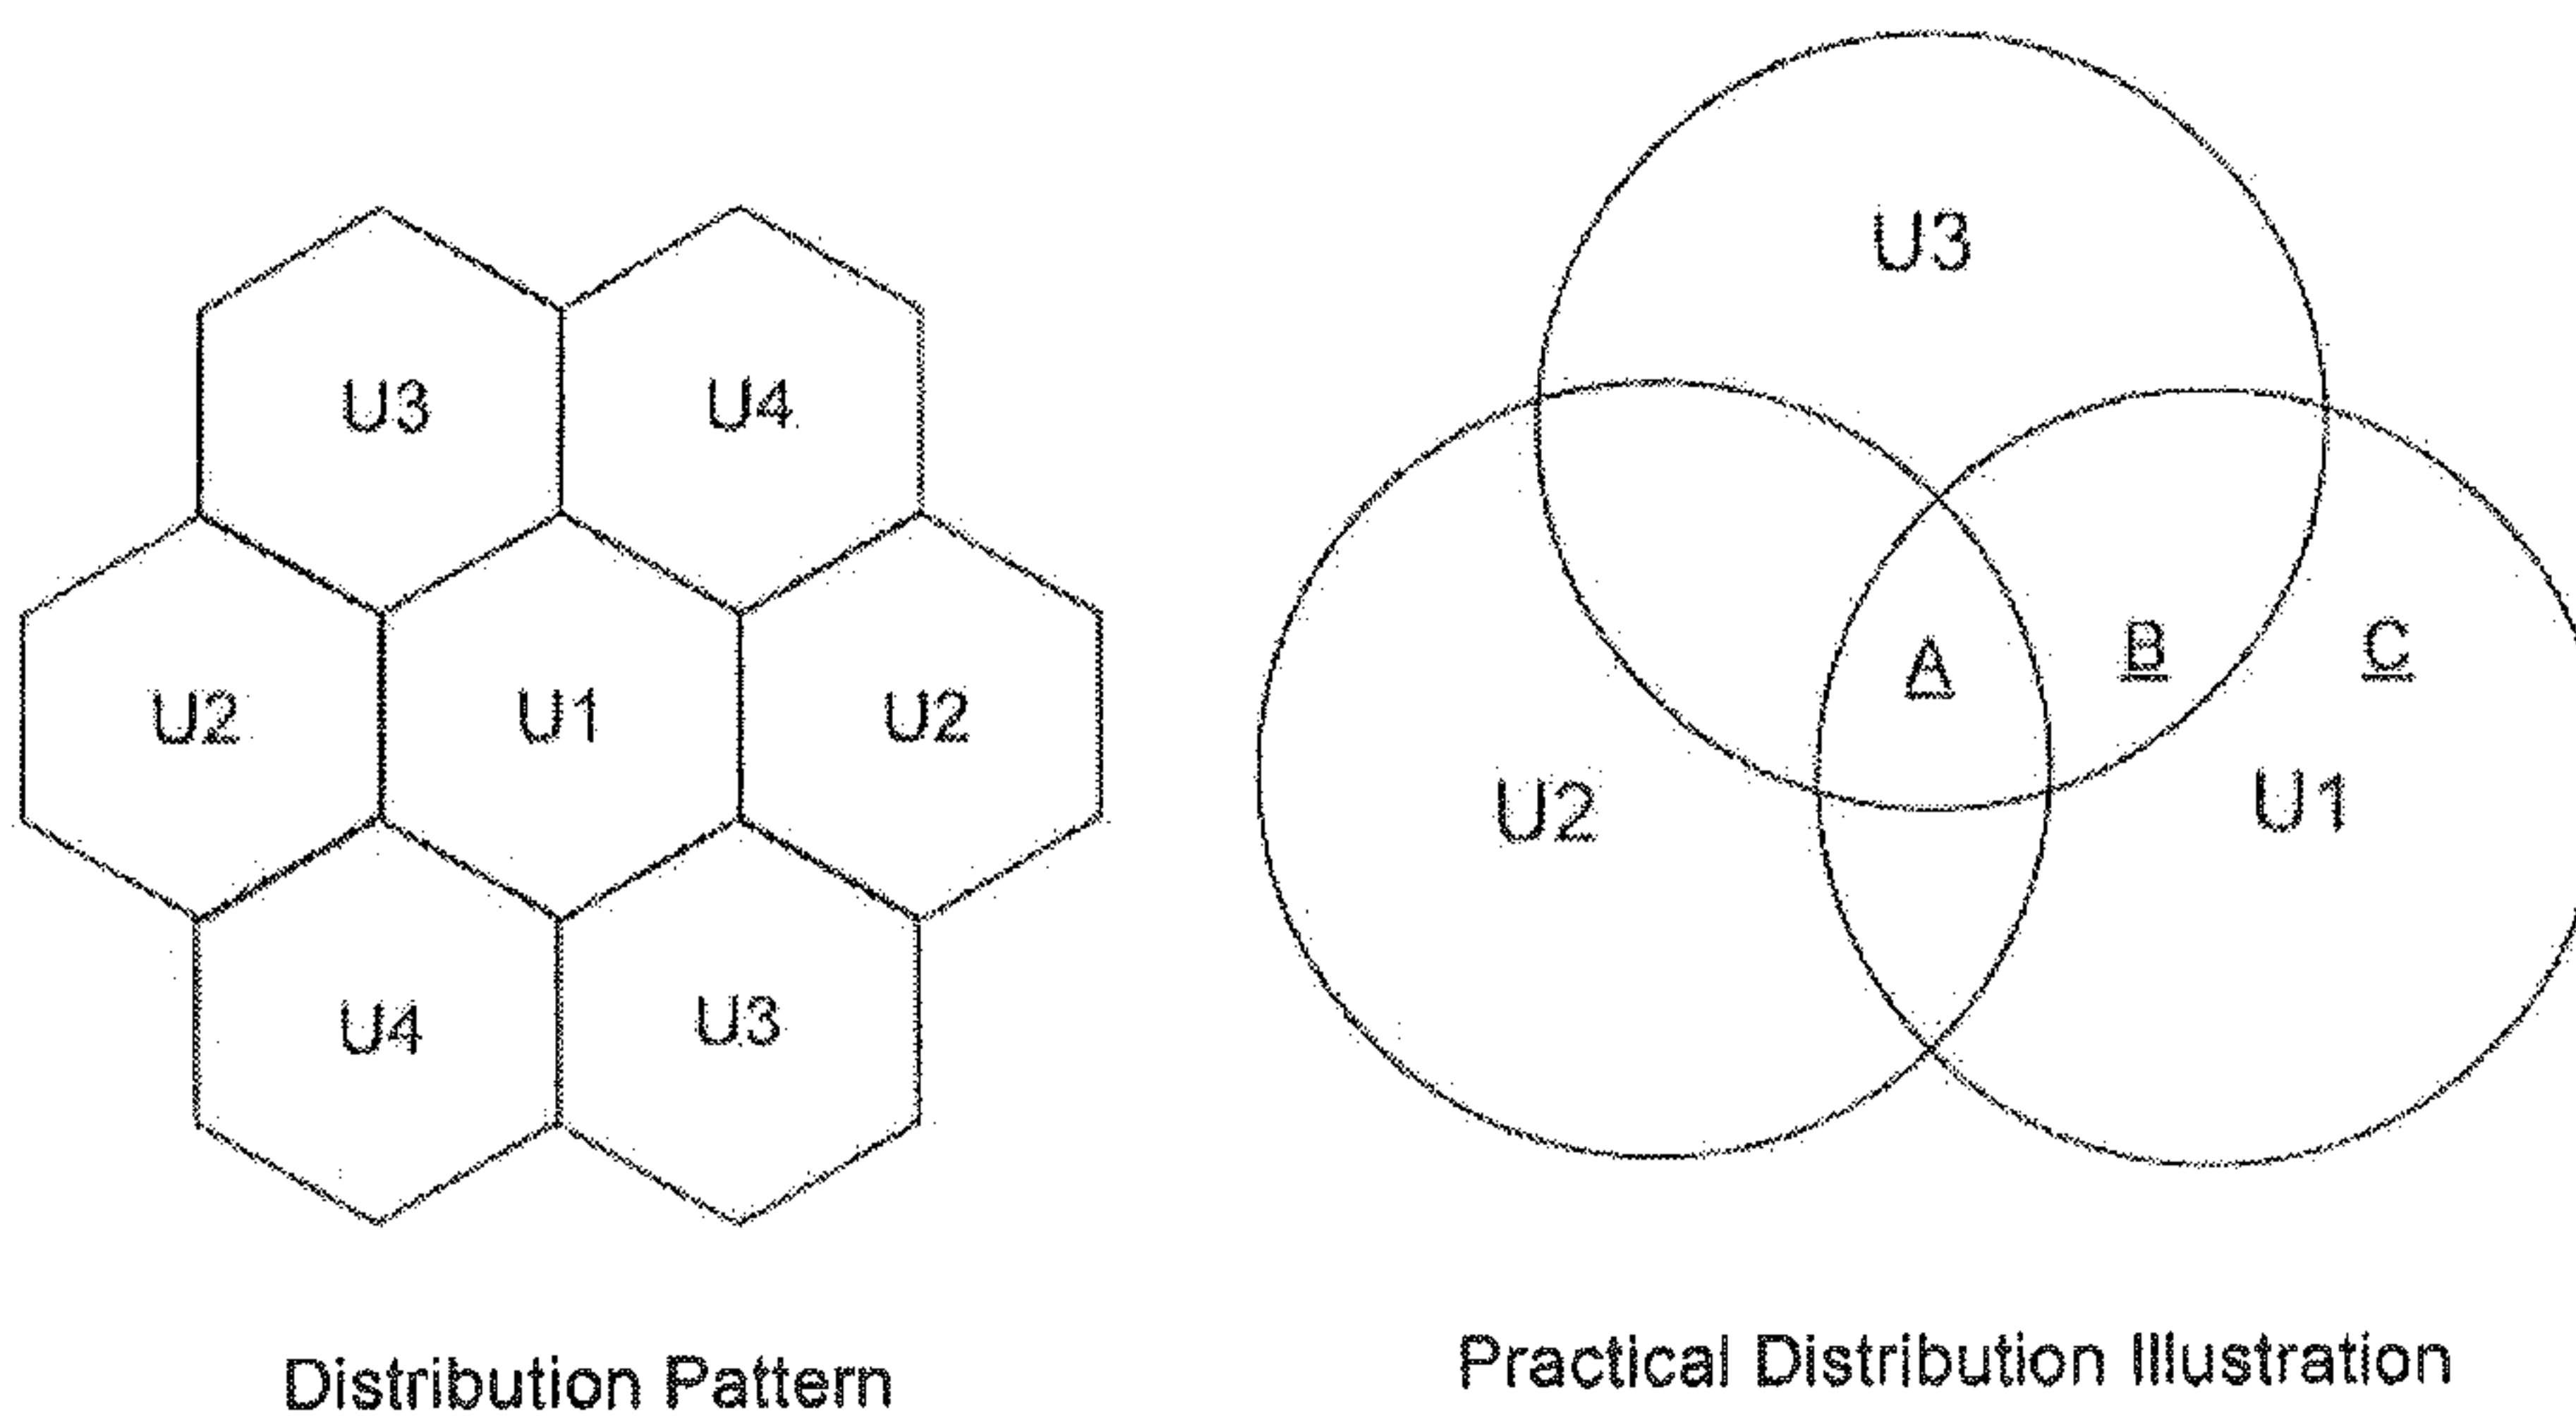 U3 U4
U2 U1 U2
U4 U3
Distribution Pattern
U3
A B C
U2 U1
Practical Distribution Illustration